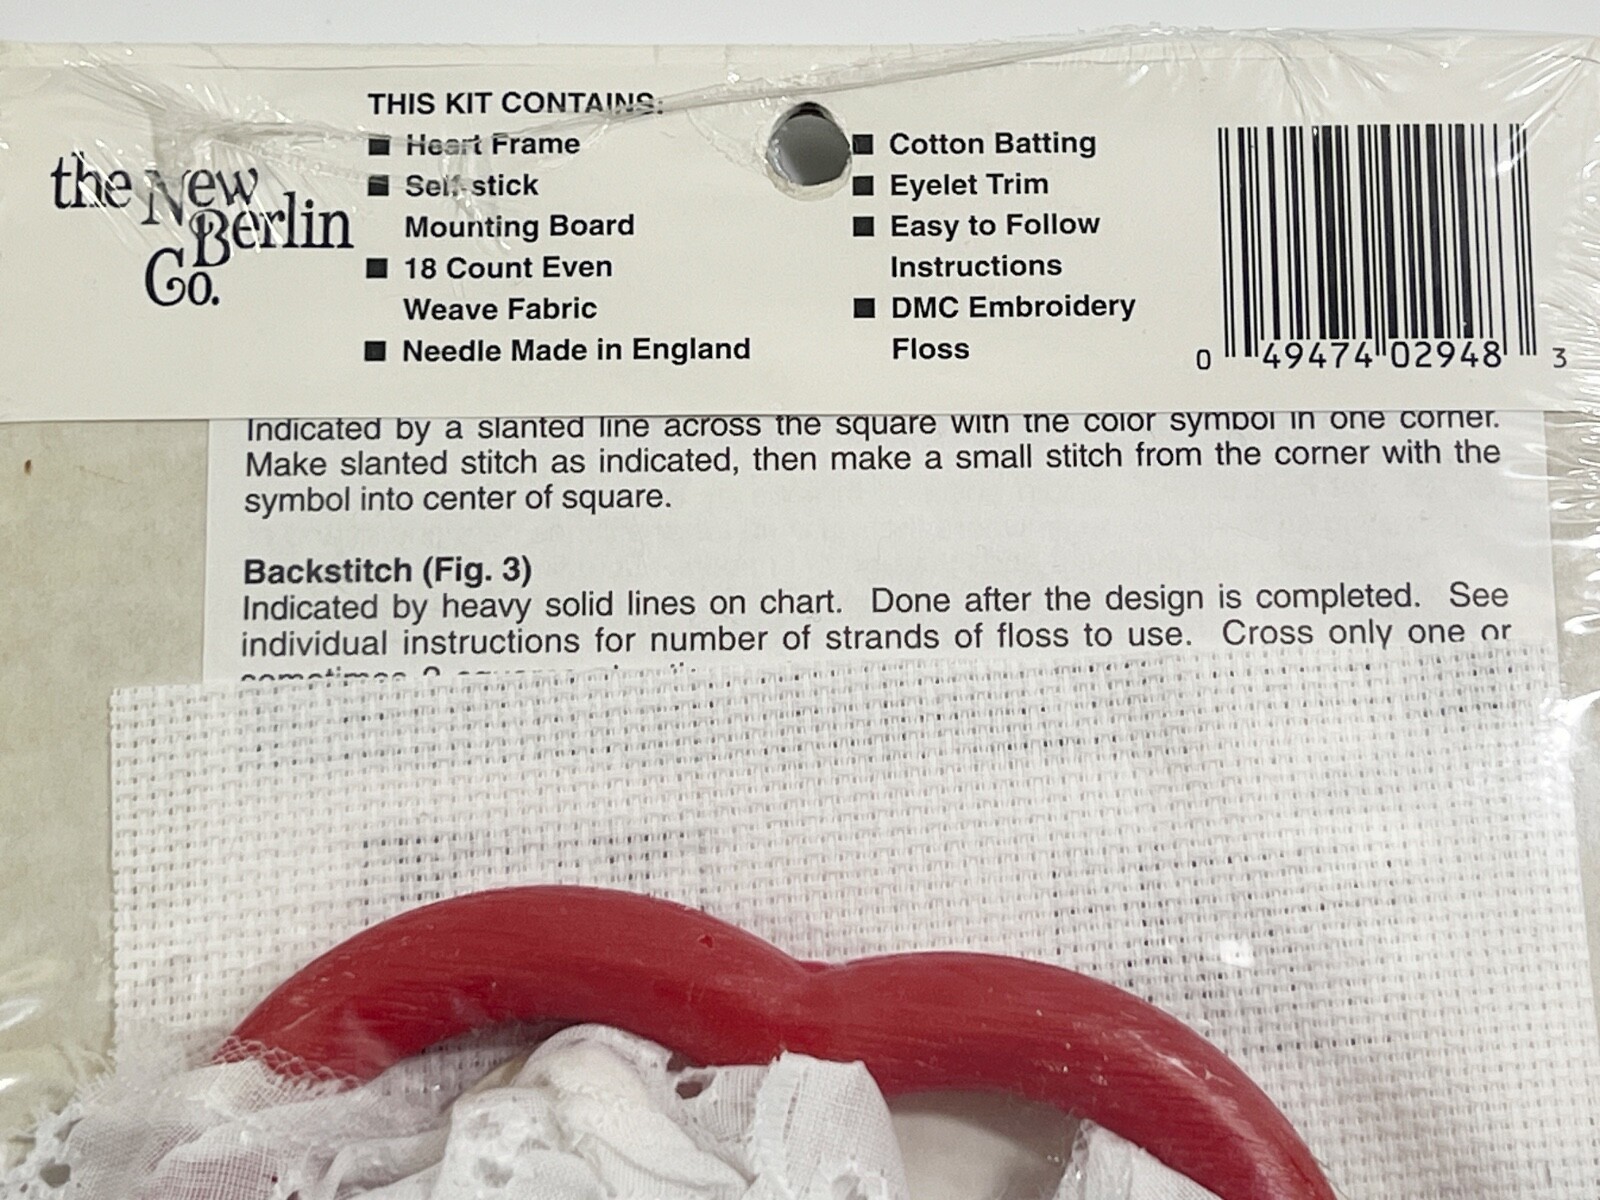 the New
Berlin
Co.
THIS KIT CONTAINS:
■ Heart Frame
■ Self-stick
Mounting Board
■ 18 Count Even
Weave Fabric
■ Needle Made in England
■ Cotton Batting
■ Eyelet Trim
■ Easy to Follow
Instructions
■ DMC Embroidery
Floss
0 49474 02948 3
Indicated by a slanted line across the square with the color symbol in one corner.
Make slanted stitch as indicated, then make a small stitch from the corner with the
symbol into center of square.
Backstitch (Fig. 3)
Indicated by heavy solid lines on chart. Done after the design is completed. See
individual instructions for number of strands of floss to use. Cross only one or
sometimes 2